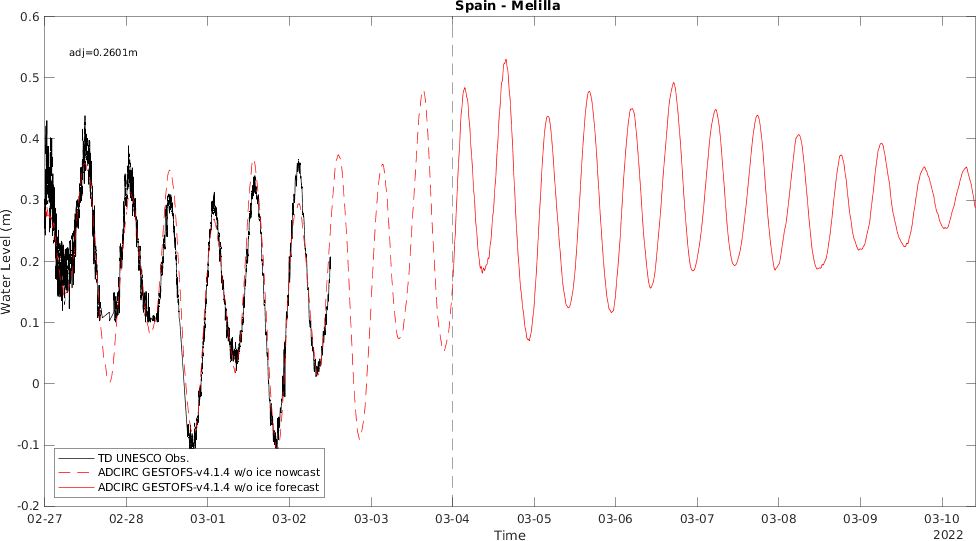 Spain - Melilla
0.6
adj=0.2601m
0.5
0.4
0.3
0.2
0.1
0
-0.1
-0.2
Water Level (m)
TD UNESCO Obs.
ADCIRC GESTOFS-v4.1.4 w/o ice nowcast
ADCIRC GESTOFS-v4.1.4 w/o ice forecast
02-27 02-28 03-01 03-02 03-03 03-04 03-05 03-06 03-07 03-08 03-09 03-10
Time
2022